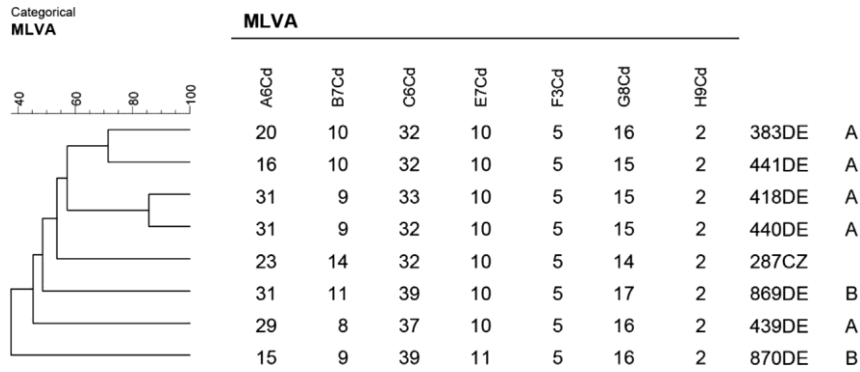 Categorical
MLVA
MLVA
40 60 80 100
A6Cd B7Cd C6Cd E7Cd F3Cd G8Cd H9Cd
20 10 32 10 5 16 2 383DE A
16 10 32 10 5 15 2 441DE A
31 9 33 10 5 15 2 418DE A
31 9 32 10 5 15 2 440DE A
23 14 32 10 5 14 2 287CZ
31 11 39 10 5 17 2 869DE B
29 8 37 10 5 16 2 439DE A
15 9 39 11 5 16 2 870DE B